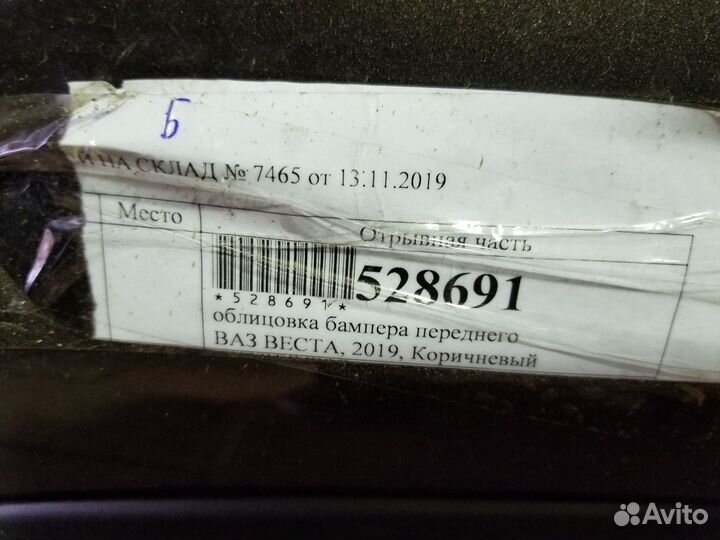 Б
НА СКЛАД № 7465 от 13.11.2019
Место
Отрывная часть
*528691*
528691
облицовка бампера переднего
ВАЗ ВЕСТА, 2019, Коричневый
Avito